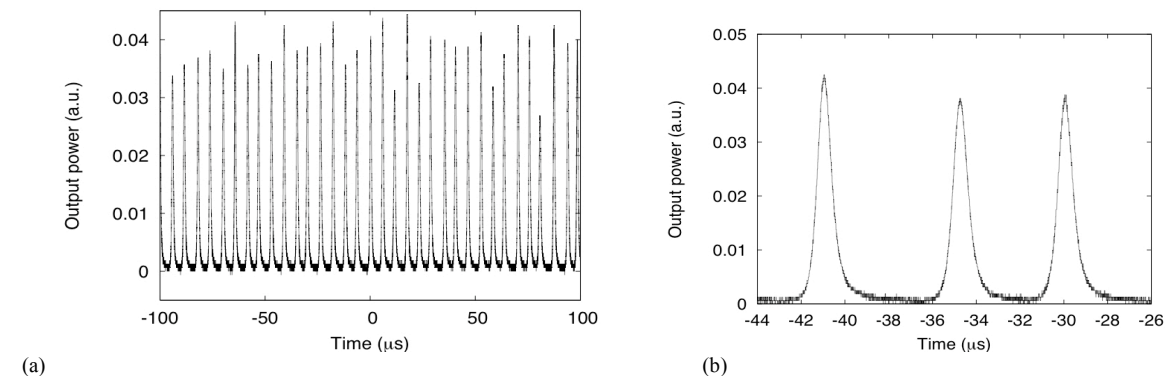 0.04
0.03
0.02
0.01
0
Output power (a.u.)
-100 -50 0 50 100
Time (μs)
(a)
0.05
0.04
0.03
0.02
0.01
0
Output power (a.u.)
-44 -42 -40 -38 -36 -34 -32 -30 -28 -26
Time (μs)
(b)